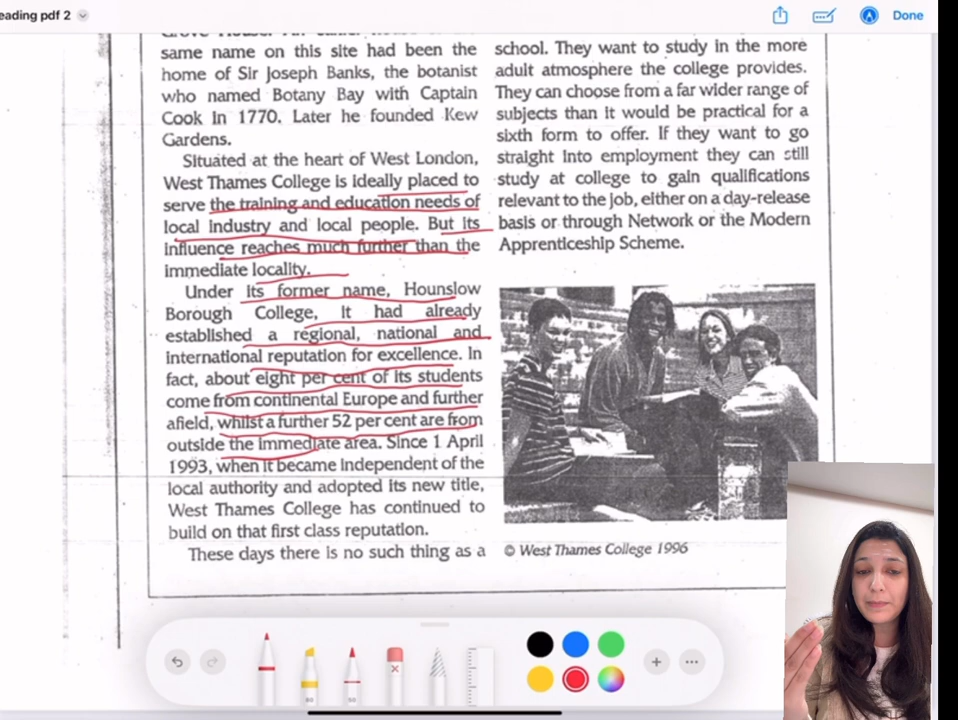 eading pdf 2
Done
same name on this site had been the
home of Sir Joseph Banks, the botanist
who named Botany Bay with Captain
Cook In 1770. Later he founded Kew
Gardens.
Situated at the heart of West London,
West Thames College is ideally placed to
serve the training and education needs of
local industry and local people. But its
influence reaches much further than the
immediate locality.
Under its former name, Hounslow
Borough College, it had already
established a regional, national and
international reputation for excellence. In
fact, about eight per cent of its students
come from continental Europe and further
afield, whilst a further 52 per cent are from
outside the immediate area. Since 1 April
1993, when it became independent of the
local authority and adopted its new title,
West Thames College has continued to
build on that first class reputation.
These days there is no such thing as a
school. They want to study in the more
adult atmosphere the college provides.
They can choose from a far wider range of
subjects than it would be practical for a
sixth form to offer. If they want to go
straight into employment they can still
study at college to gain qualifications
relevant to the job, either on a day-release
basis or through Network or the Modern
Apprenticeship Scheme.
© West Thames College 1996